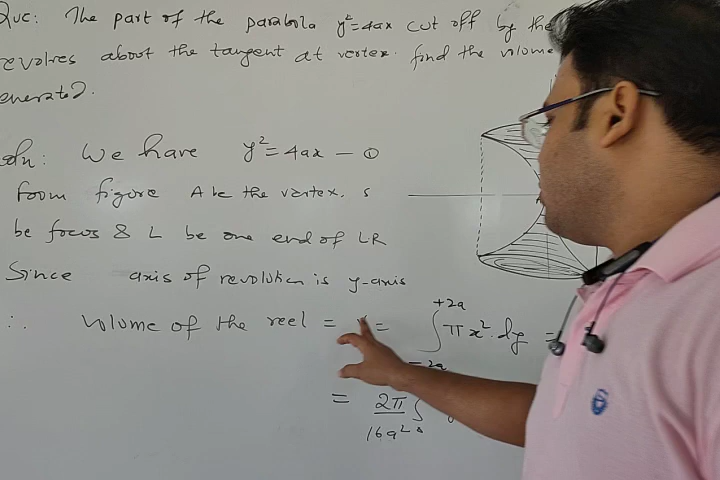 Que: The part of the parabola y²=4ax cut off by the
revolves about the tangent at vertex. find the volume
generated.
Soln: We have y²=4ax — ①
from figure A be the vertex, s
be focus & L be one end of LR
Since axis of revolution is y-axis
∴ Volume of the reel = = ∫₋₂ₐ⁺²ᵃ πx² dy =
= 2π/16a² ∫